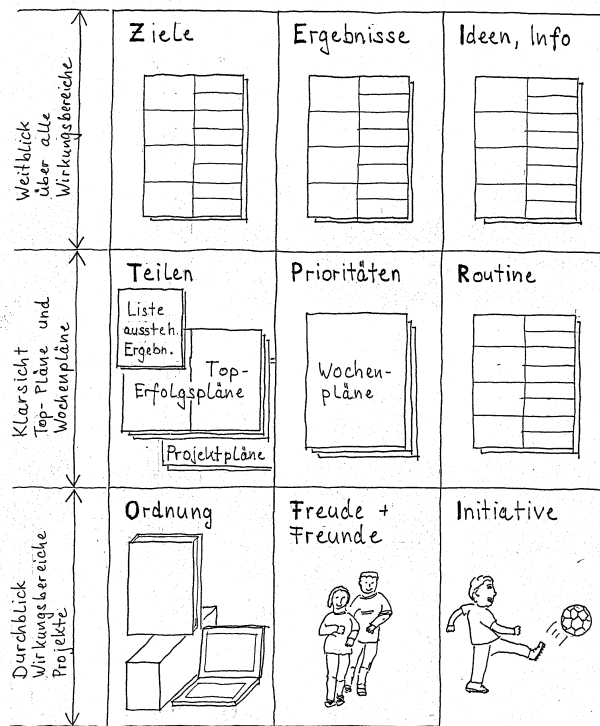 Weitblick
über alle
Wirkungsbereiche
Ziele
Ergebnisse
Ideen, Info
Klarsicht
Top-Pläne und
Wochenpläne
Teilen
Liste
aussteh.
Ergebn.
Top-
Erfolgspläne
Projektpläne
Prioritäten
Wochen-
pläne
Routine
Durchblick
Wirkungsbereiche
Projekte
Ordnung
Freude +
Freunde
Initiative